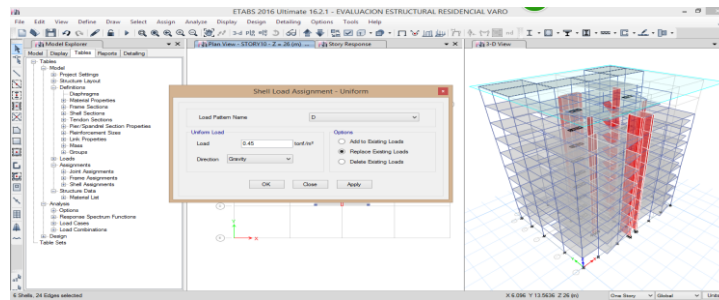 ETABS 2016 Ultimate 16.2.1 - EVALUACION ESTRUCTURAL RESIDENCIAL VARO
File Edit View Define Draw Select Assign Analyze Display Design Detailing Options Tools Help
Model Explorer
Plan View - STORY10 - Z = 26 (m)
Story Response
3-D View
Model Display Tables Reports Detailing
Tables
Model
Project Settings
Structure Layout
Definitions
Diaphragms
Material Properties
Frame Sections
Shell Sections
Tendon Sections
Pier/Spandrel Section Properties
Reinforcement Sizes
Link Properties
Mass
Groups
Loads
Assignments
Joint Assignments
Frame Assignments
Shell Assignments
Structure Data
Material List
Analysis
Options
Response Spectrum Functions
Load Cases
Load Combinations
Design
Table Sets
Shell Load Assignment - Uniform
Load Pattern Name D
Uniform Load
Load: 0.45 tonf/m²
Direction: Gravity
Options
Add to Existing Loads
Replace Existing Loads
Delete Existing Loads
OK Close Apply
X
6 Shells, 24 Edges selected
X 6.096 Y 13.5636 Z 26 (m)
One Story
Global